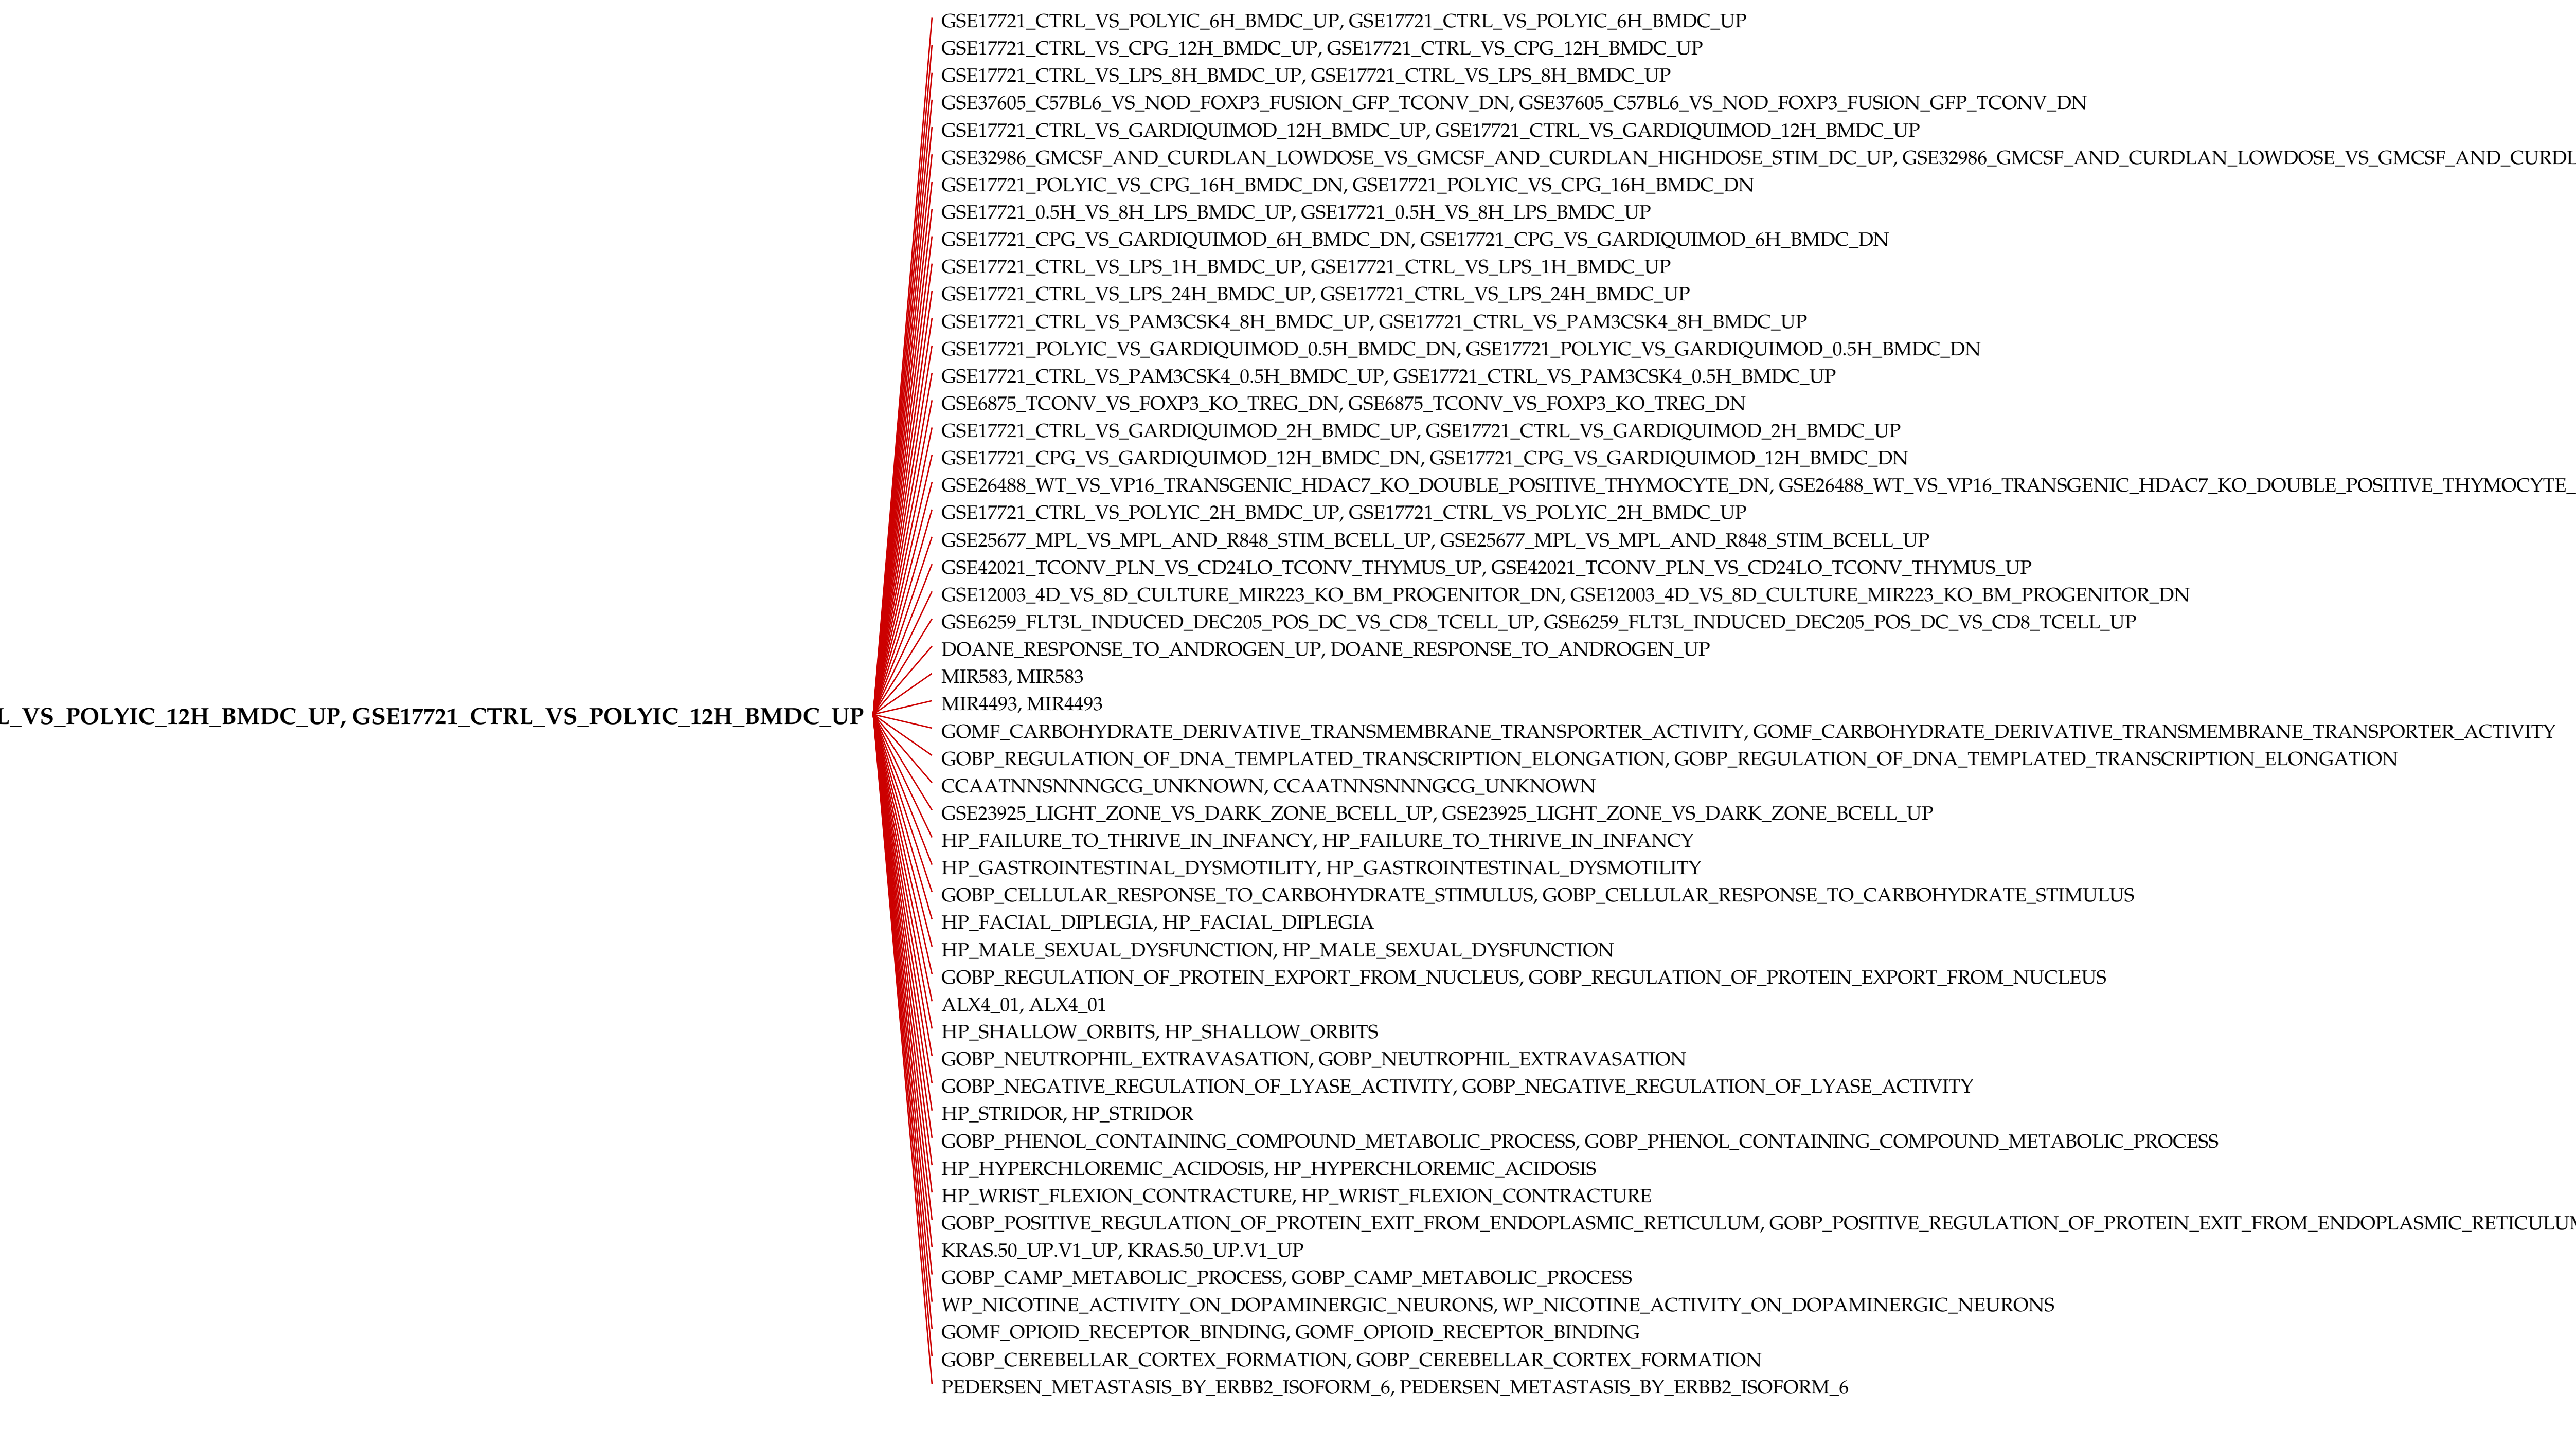 GSE17721_CTRL_VS_POLYIC_6H_BMDC_UP, GSE17721_CTRL_VS_POLYIC_6H_BMDC_UP
GSE17721_CTRL_VS_CPG_12H_BMDC_UP, GSE17721_CTRL_VS_CPG_12H_BMDC_UP
GSE17721_CTRL_VS_LPS_8H_BMDC_UP, GSE17721_CTRL_VS_LPS_8H_BMDC_UP
GSE37605_C57BL6_VS_NOD_FOXP3_FUSION_GFP_TCONV_DN, GSE37605_C57BL6_VS_NOD_FOXP3_FUSION_GFP_TCONV_DN
GSE17721_CTRL_VS_GARDIQUIMOD_12H_BMDC_UP, GSE17721_CTRL_VS_GARDIQUIMOD_12H_BMDC_UP
GSE32986_GMCSF_AND_CURDLAN_LOWDOSE_VS_GMCSF_AND_CURDLAN_HIGHDOSE_STIM_DC_UP, GSE32986_GMCSF_AND_CURDLAN_LOWDOSE_VS_GMCSF_AND_CURDL
GSE17721_POLYIC_VS_CPG_16H_BMDC_DN, GSE17721_POLYIC_VS_CPG_16H_BMDC_DN
GSE17721_0.5H_VS_8H_LPS_BMDC_UP, GSE17721_0.5H_VS_8H_LPS_BMDC_UP
GSE17721_CPG_VS_GARDIQUIMOD_6H_BMDC_DN, GSE17721_CPG_VS_GARDIQUIMOD_6H_BMDC_DN
GSE17721_CTRL_VS_LPS_1H_BMDC_UP, GSE17721_CTRL_VS_LPS_1H_BMDC_UP
GSE17721_CTRL_VS_LPS_24H_BMDC_UP, GSE17721_CTRL_VS_LPS_24H_BMDC_UP
GSE17721_CTRL_VS_PAM3CSK4_8H_BMDC_UP, GSE17721_CTRL_VS_PAM3CSK4_8H_BMDC_UP
GSE17721_POLYIC_VS_GARDIQUIMOD_0.5H_BMDC_DN, GSE17721_POLYIC_VS_GARDIQUIMOD_0.5H_BMDC_DN
GSE17721_CTRL_VS_PAM3CSK4_0.5H_BMDC_UP, GSE17721_CTRL_VS_PAM3CSK4_0.5H_BMDC_UP
GSE6875_TCONV_VS_FOXP3_KO_TREG_DN, GSE6875_TCONV_VS_FOXP3_KO_TREG_DN
GSE17721_CTRL_VS_GARDIQUIMOD_2H_BMDC_UP, GSE17721_CTRL_VS_GARDIQUIMOD_2H_BMDC_UP
GSE17721_CPG_VS_GARDIQUIMOD_12H_BMDC_DN, GSE17721_CPG_VS_GARDIQUIMOD_12H_BMDC_DN
GSE26488_WT_VS_VP16_TRANSGENIC_HDAC7_KO_DOUBLE_POSITIVE_THYMOCYTE_DN, GSE26488_WT_VS_VP16_TRANSGENIC_HDAC7_KO_DOUBLE_POSITIVE_THYMOCYTE_
GSE17721_CTRL_VS_POLYIC_2H_BMDC_UP, GSE17721_CTRL_VS_POLYIC_2H_BMDC_UP
GSE25677_MPL_VS_MPL_AND_R848_STIM_BCELL_UP, GSE25677_MPL_VS_MPL_AND_R848_STIM_BCELL_UP
GSE42021_TCONV_PLN_VS_CD24LO_TCONV_THYMUS_UP, GSE42021_TCONV_PLN_VS_CD24LO_TCONV_THYMUS_UP
GSE12003_4D_VS_8D_CULTURE_MIR223_KO_BM_PROGENITOR_DN, GSE12003_4D_VS_8D_CULTURE_MIR223_KO_BM_PROGENITOR_DN
GSE6259_FLT3L_INDUCED_DEC205_POS_DC_VS_CD8_TCELL_UP, GSE6259_FLT3L_INDUCED_DEC205_POS_DC_VS_CD8_TCELL_UP
DOANE_RESPONSE_TO_ANDROGEN_UP, DOANE_RESPONSE_TO_ANDROGEN_UP
MIR583, MIR583
MIR4493, MIR4493
L_VS_POLYIC_12H_BMDC_UP, GSE17721_CTRL_VS_POLYIC_12H_BMDC_UP
GOMF_CARBOHYDRATE_DERIVATIVE_TRANSMEMBRANE_TRANSPORTER_ACTIVITY, GOMF_CARBOHYDRATE_DERIVATIVE_TRANSMEMBRANE_TRANSPORTER_ACTIVITY
GOBP_REGULATION_OF_DNA_TEMPLATED_TRANSCRIPTION_ELONGATION, GOBP_REGULATION_OF_DNA_TEMPLATED_TRANSCRIPTION_ELONGATION
CCAATNNSNNNGCG_UNKNOWN, CCAATNNSNNNGCG_UNKNOWN
GSE23925_LIGHT_ZONE_VS_DARK_ZONE_BCELL_UP, GSE23925_LIGHT_ZONE_VS_DARK_ZONE_BCELL_UP
HP_FAILURE_TO_THRIVE_IN_INFANCY, HP_FAILURE_TO_THRIVE_IN_INFANCY
HP_GASTROINTESTINAL_DYSMOTILITY, HP_GASTROINTESTINAL_DYSMOTILITY
GOBP_CELLULAR_RESPONSE_TO_CARBOHYDRATE_STIMULUS, GOBP_CELLULAR_RESPONSE_TO_CARBOHYDRATE_STIMULUS
HP_FACIAL_DIPLEGIA, HP_FACIAL_DIPLEGIA
HP_MALE_SEXUAL_DYSFUNCTION, HP_MALE_SEXUAL_DYSFUNCTION
GOBP_REGULATION_OF_PROTEIN_EXPORT_FROM_NUCLEUS, GOBP_REGULATION_OF_PROTEIN_EXPORT_FROM_NUCLEUS
ALX4_01, ALX4_01
HP_SHALLOW_ORBITS, HP_SHALLOW_ORBITS
GOBP_NEUTROPHIL_EXTRAVASATION, GOBP_NEUTROPHIL_EXTRAVASATION
GOBP_NEGATIVE_REGULATION_OF_LYASE_ACTIVITY, GOBP_NEGATIVE_REGULATION_OF_LYASE_ACTIVITY
HP_STRIDOR, HP_STRIDOR
GOBP_PHENOL_CONTAINING_COMPOUND_METABOLIC_PROCESS, GOBP_PHENOL_CONTAINING_COMPOUND_METABOLIC_PROCESS
HP_HYPERCHLOREMIC_ACIDOSIS, HP_HYPERCHLOREMIC_ACIDOSIS
HP_WRIST_FLEXION_CONTRACTURE, HP_WRIST_FLEXION_CONTRACTURE
GOBP_POSITIVE_REGULATION_OF_PROTEIN_EXIT_FROM_ENDOPLASMIC_RETICULUM, GOBP_POSITIVE_REGULATION_OF_PROTEIN_EXIT_FROM_ENDOPLASMIC_RETICULUM
KRAS.50_UP.V1_UP, KRAS.50_UP.V1_UP
GOBP_CAMP_METABOLIC_PROCESS, GOBP_CAMP_METABOLIC_PROCESS
WP_NICOTINE_ACTIVITY_ON_DOPAMINERGIC_NEURONS, WP_NICOTINE_ACTIVITY_ON_DOPAMINERGIC_NEURONS
GOMF_OPIOID_RECEPTOR_BINDING, GOMF_OPIOID_RECEPTOR_BINDING
GOBP_CEREBELLAR_CORTEX_FORMATION, GOBP_CEREBELLAR_CORTEX_FORMATION
PEDERSEN_METASTASIS_BY_ERBB2_ISOFORM_6, PEDERSEN_METASTASIS_BY_ERBB2_ISOFORM_6